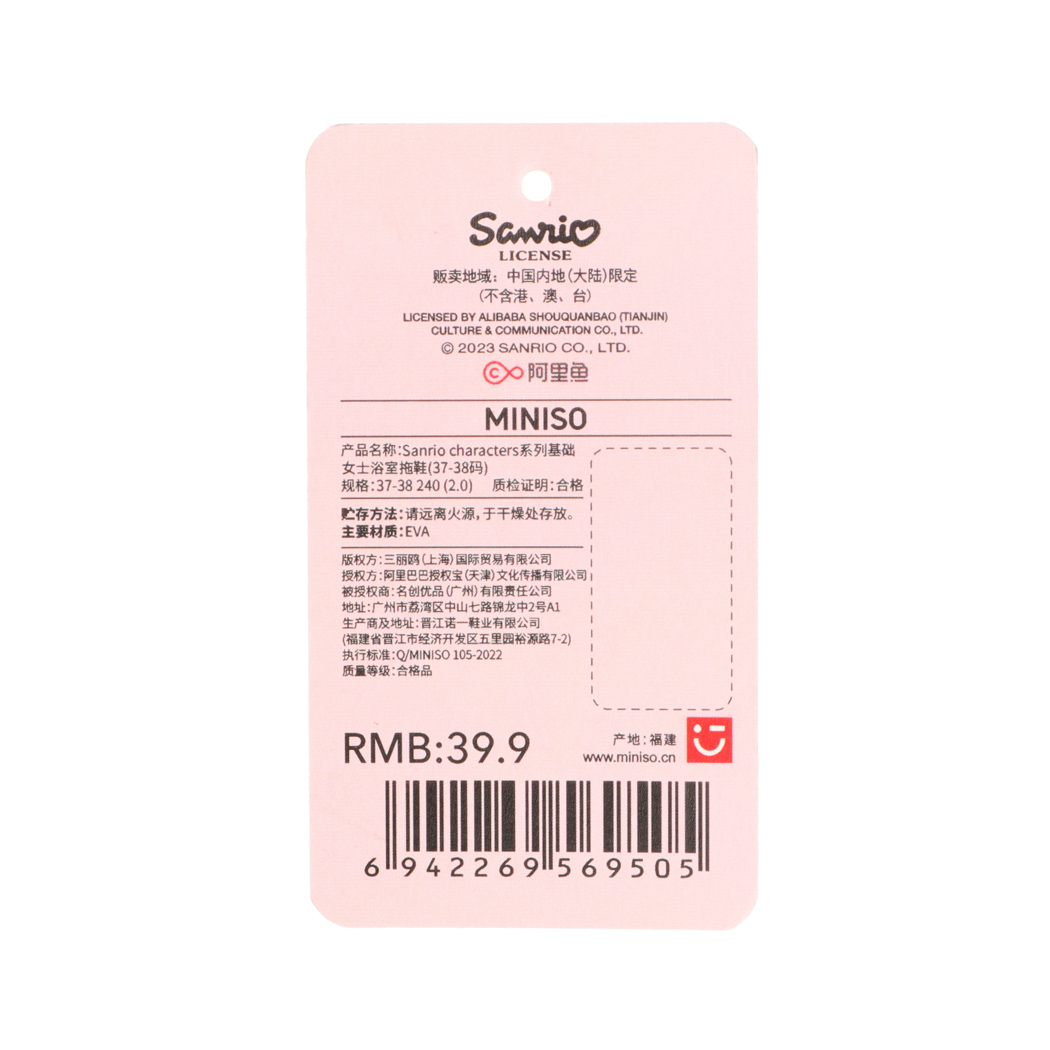 Sanrio
LICENSE
贩卖地域：中国内地(大陆)限定
(不含港、澳、台)
LICENSED BY ALIBABA SHOUQUANBAO (TIANJIN)
CULTURE & COMMUNICATION CO., LTD.
© 2023 SANRIO CO., LTD.
阿里鱼
MINISO
产品名称:Sanrio characters系列基础
女士浴室拖鞋(37-38码)
规格:37-38 240 (2.0) 质检证明:合格
贮存方法:请远离火源,于干燥处存放。
主要材质:EVA
版权方:三丽鸥(上海)国际贸易有限公司
授权方:阿里巴巴授权宝(天津)文化传播有限公司
被授权商:名创优品(广州)有限责任公司
地址:广州市荔湾区中山七路锦龙中2号A1
生产商及地址:晋江诺一鞋业有限公司
(福建省晋江市经济开发区五里园裕源路7-2)
执行标准:Q/MINISO 105-2022
质量等级:合格品
RMB:39.9
产地:福建
www.miniso.cn
6 942269 569505